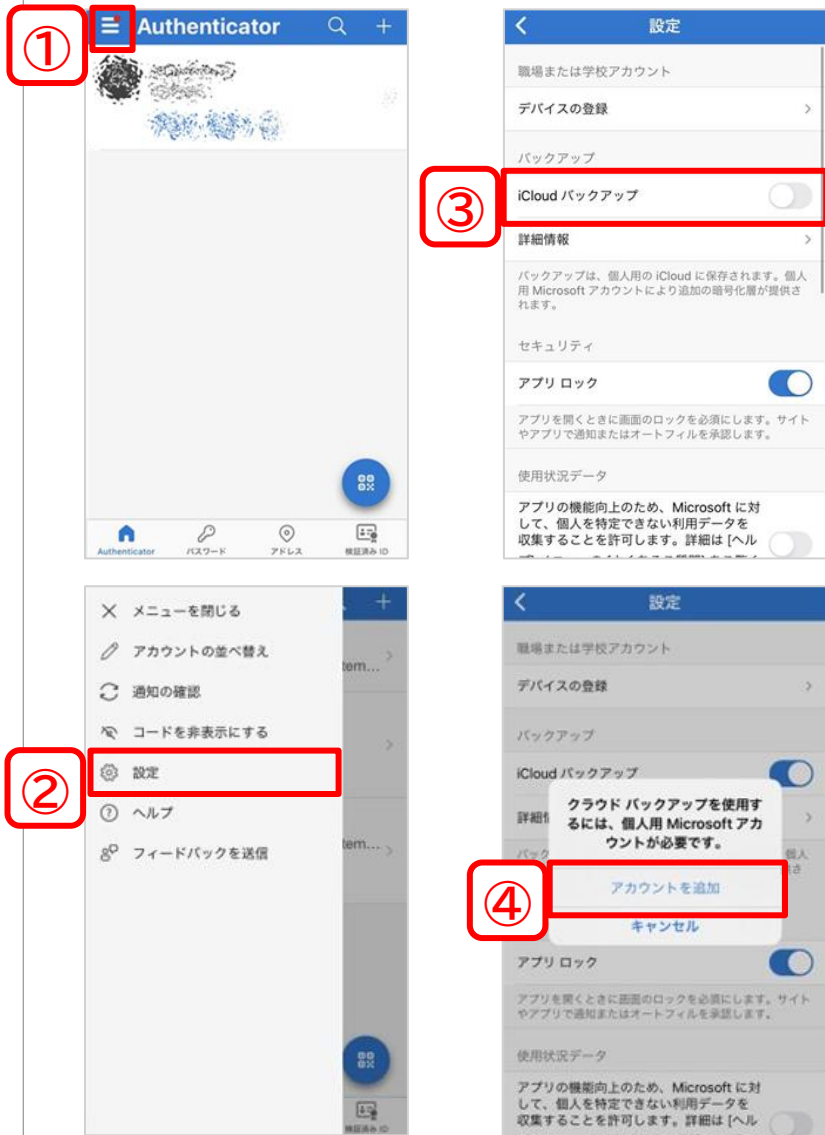 ①
Authenticator
Authenticator
パスワード
アドレス
検証済み ID
②
メニューを閉じる
アカウントの並べ替え
通知の確認
コードを非表示にする
設定
ヘルプ
フィードバックを送信
tem...
tem...
検証済み ID
③
設定
職場または学校アカウント
デバイスの登録
バックアップ
iCloud バックアップ
詳細情報
バックアップは、個人用の iCloud に保存されます。個人
用 Microsoft アカウントにより追加の暗号化層が提供さ
れます。
セキュリティ
アプリ ロック
アプリを開くときに画面のロックを必須にします。サイト
やアプリで通知またはオートフィルを承認します。
使用状況データ
アプリの機能向上のため、Microsoft に対
して、個人を特定できない利用データを
収集することを許可します。詳細は [ヘル
④
設定
職場または学校アカウント
デバイスの登録
バックアップ
iCloud バックアップ
詳細
クラウド バックアップを使用す
るには、個人用 Microsoft アカ
ウントが必要です。
バック
個人
アカウントを追加
キャンセル
アプリ ロック
アプリを開くときに画面のロックを必須にします。サイト
やアプリで通知またはオートフィルを承認します。
使用状況データ
アプリの機能向上のため、Microsoft に対
して、個人を特定できない利用データを
収集することを許可します。詳細は [ヘル